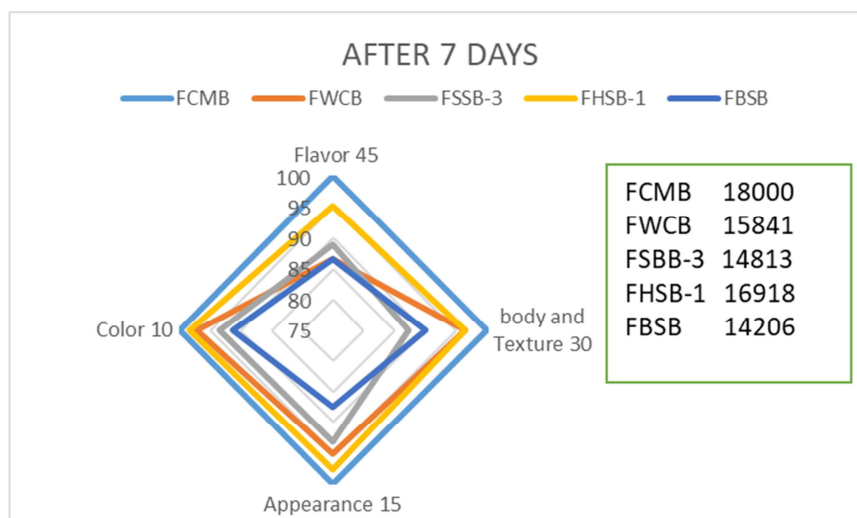 AFTER 7 DAYS
FCMB FWCB FSSB-3 FHSB-1 FBSB
Flavor 45
100
95
90
85
80
75
Color 10
body and
Texture 30
Appearance 15
FCMB 18000
FWCB 15841
FSBB-3 14813
FHSB-1 16918
FBSB 14206